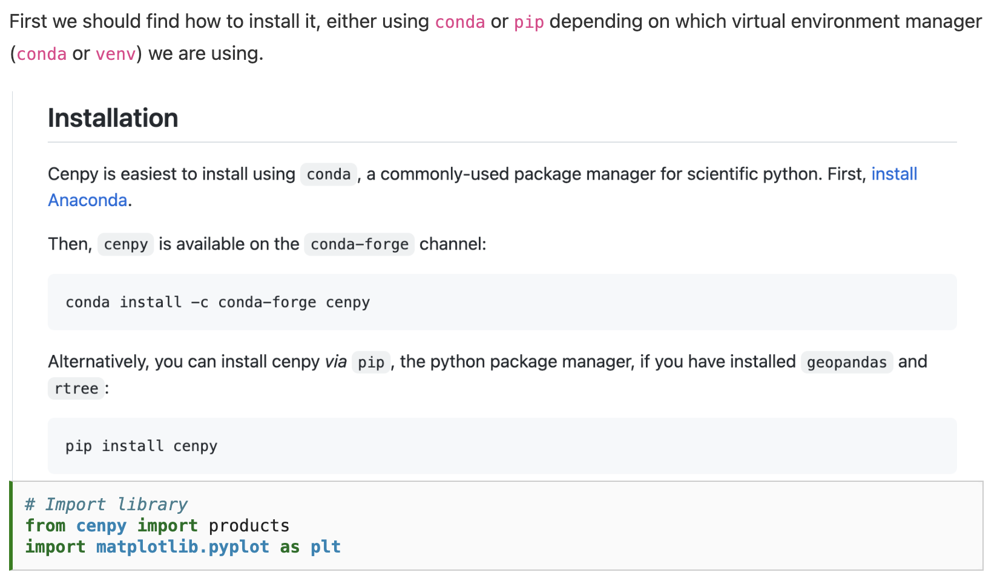 First we should find how to install it, either using conda or pip depending on which virtual environment manager
(conda or venv) we are using.
Installation
Cenpy is easiest to install using conda, a commonly-used package manager for scientific python. First, install
Anaconda.
Then, cenpy is available on the conda-forge channel:
conda install -c conda-forge cenpy
Alternatively, you can install cenpy via pip, the python package manager, if you have installed geopandas and
rtree:
pip install cenpy
# Import library
from cenpy import products
import matplotlib.pyplot as plt